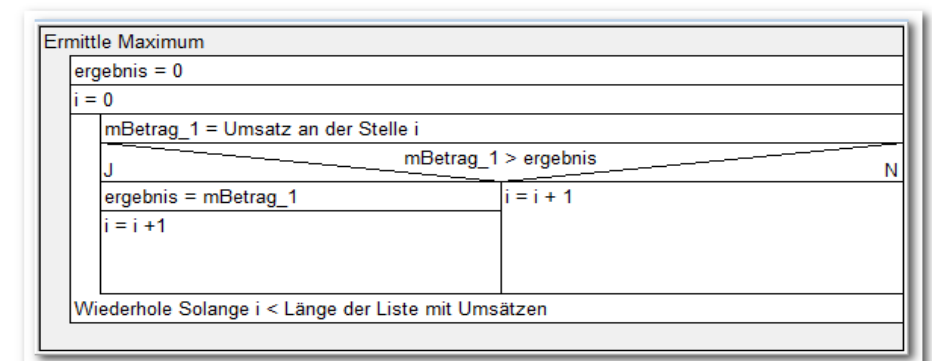 Ermittle Maximum
ergebnis = 0
i = 0
mBetrag_1 = Umsatz an der Stelle i
mBetrag_1 > ergebnis
J
N
ergebnis = mBetrag_1
i = i + 1
i = i +1
Wiederhole Solange i < Länge der Liste mit Umsätzen